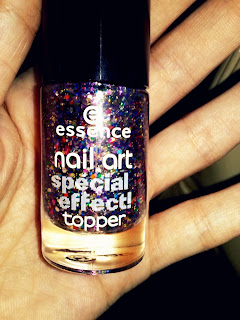 essence
nail art
special
effect!
topper